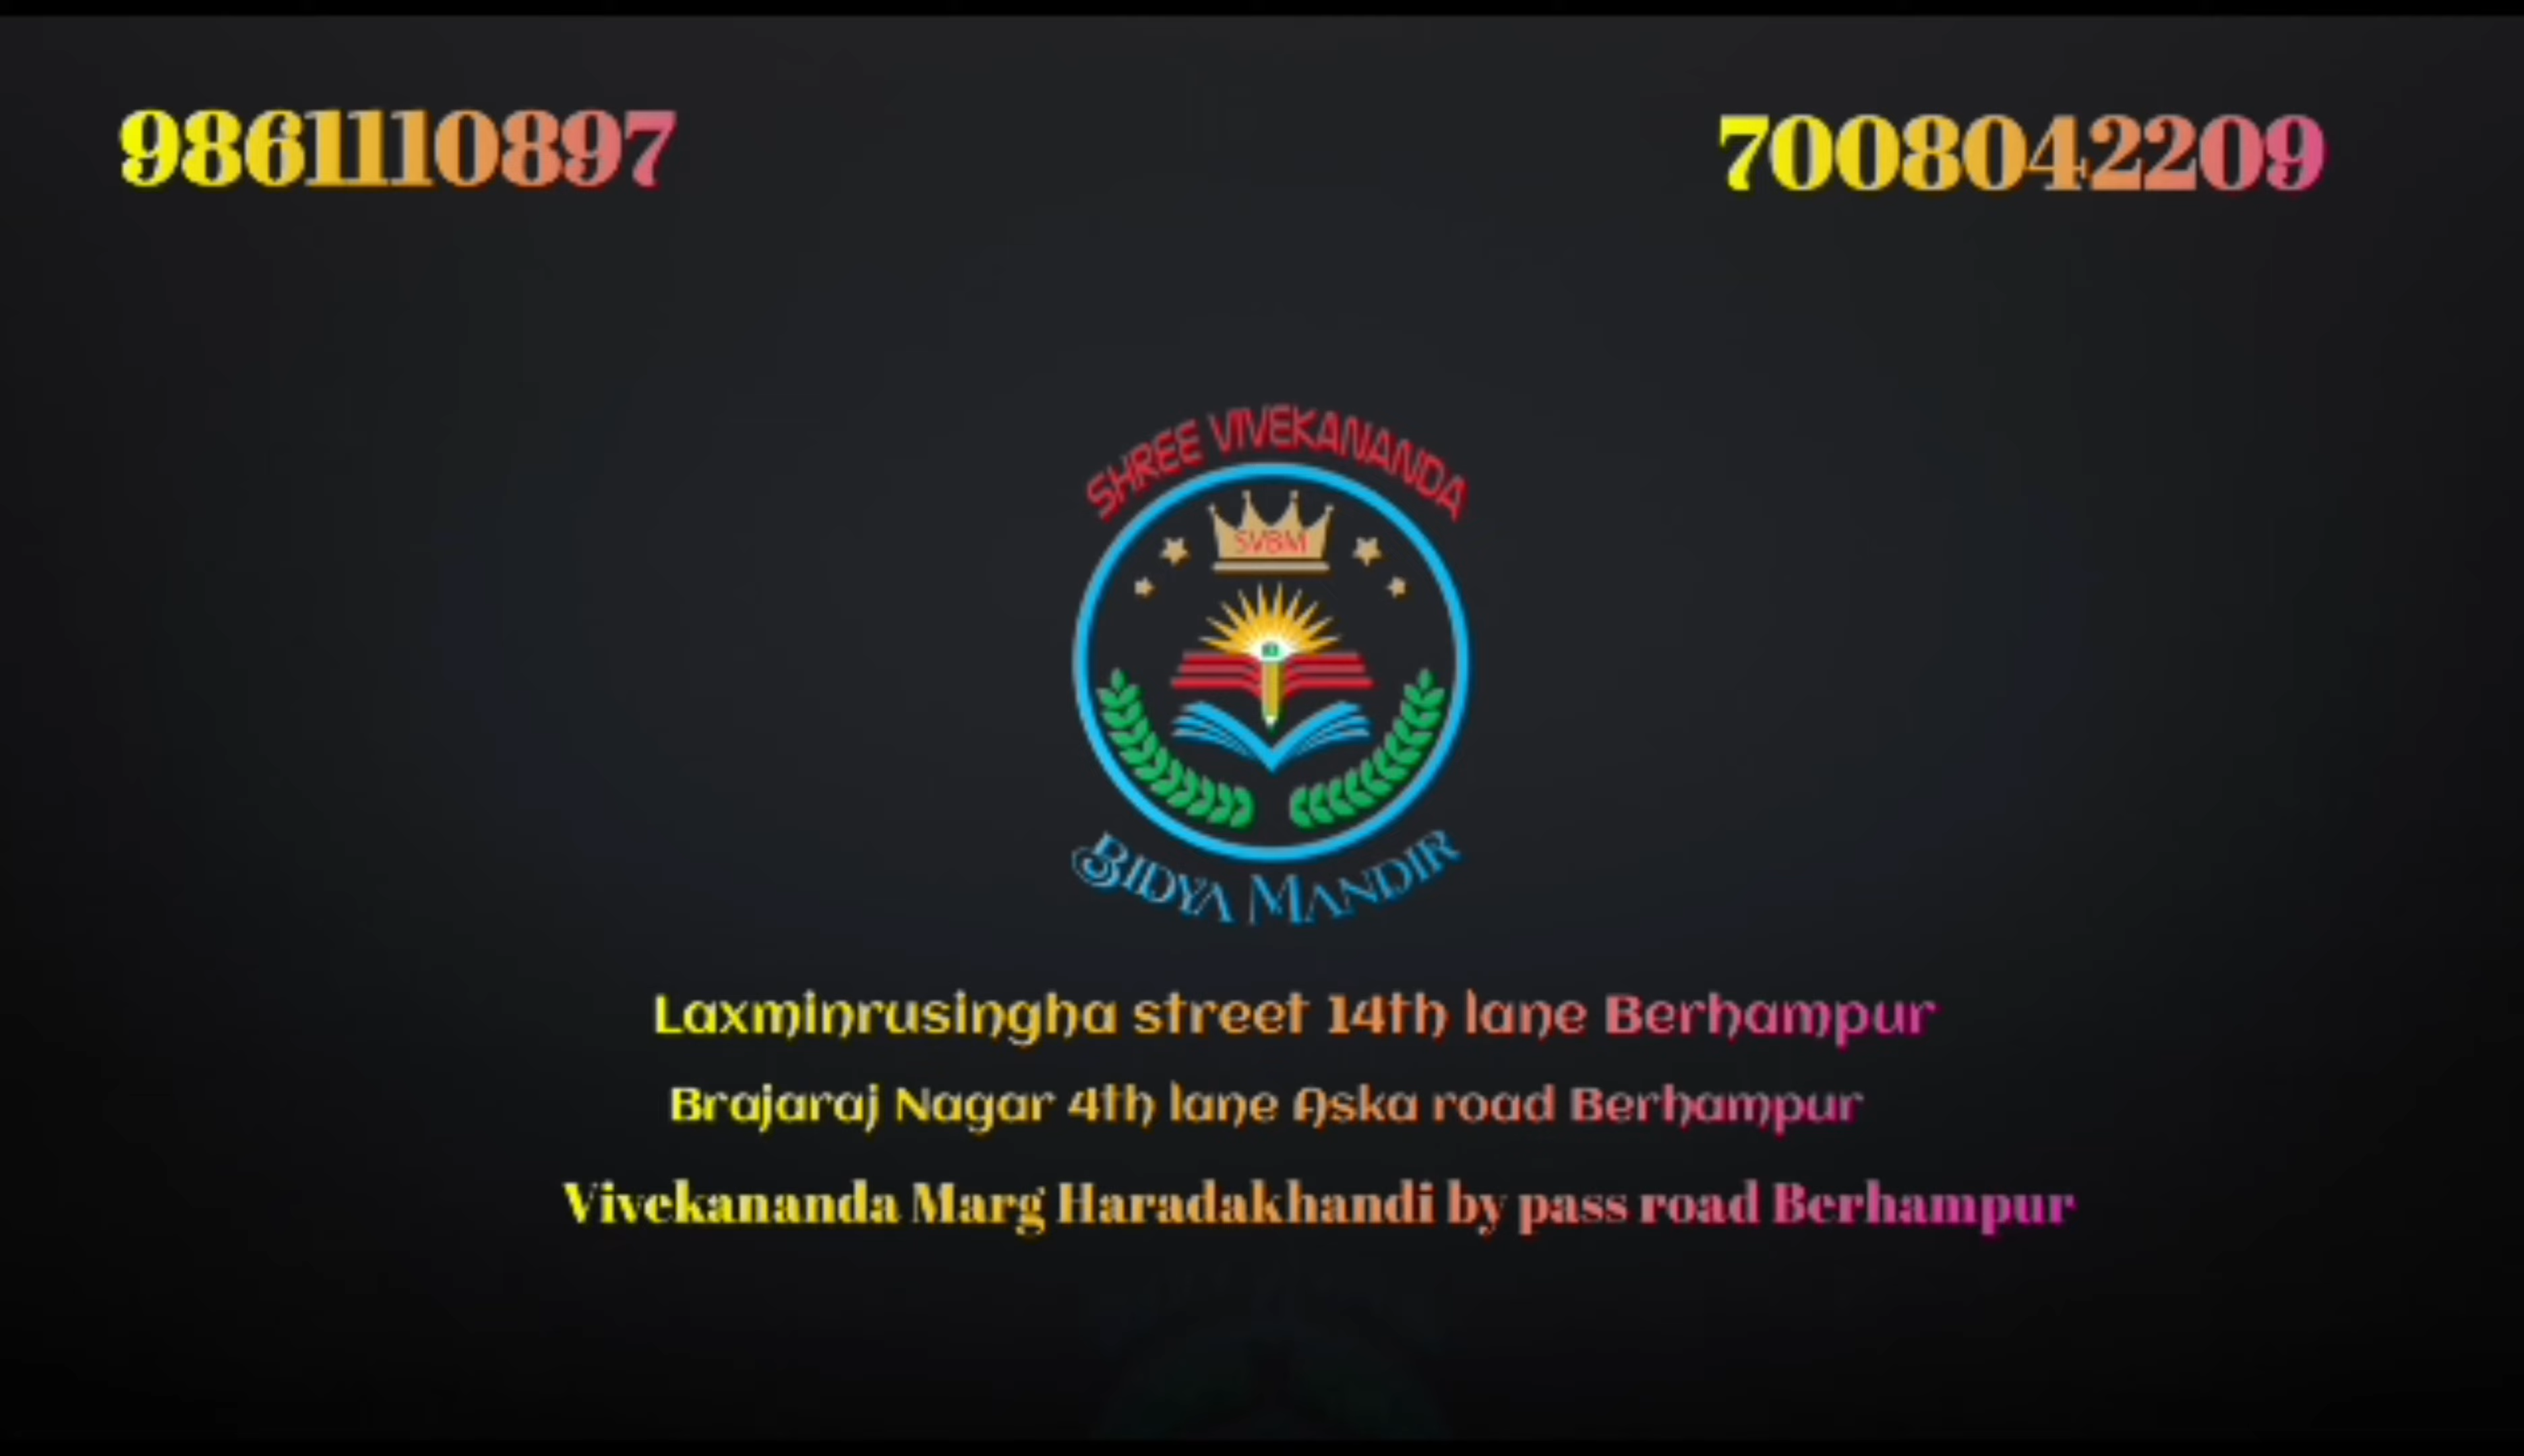 9861110897
7008042209
SHREE VIVEKANANDA
SVBM
BIDYA MANDIR
Laxminrusingha street 14th lane Berhampur
Brajaraj Nagar 4th lane Aska road Berhampur
Vivekananda Marg Haradakhandi by pass road Berhampur